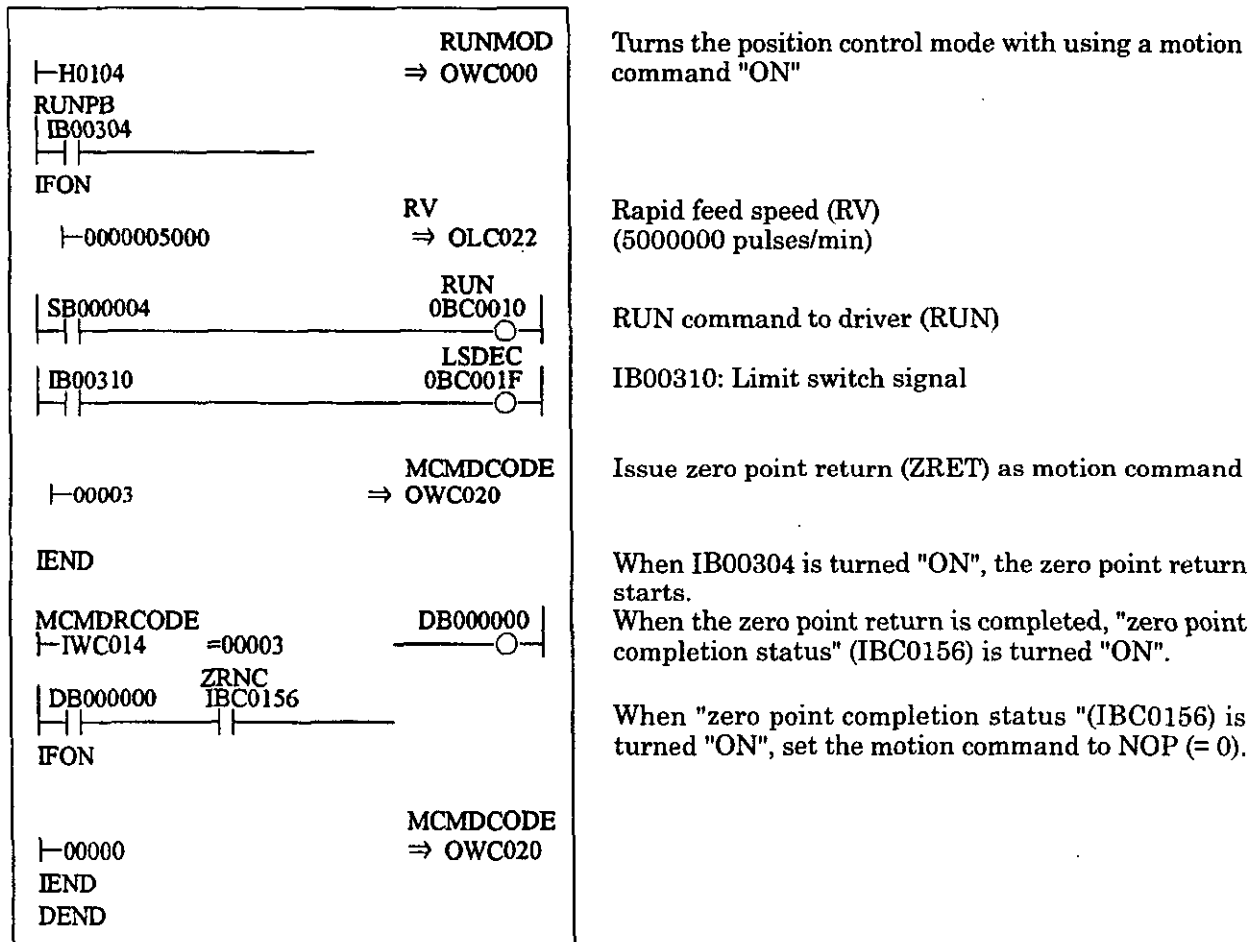 RUNMOD
H0104 ⇒ OWC000
Turns the position control mode with using a motion
command "ON"
RUNPB
IB00304
IFON
RV
0000005000 ⇒ OLC022
Rapid feed speed (RV)
(5000000 pulses/min)
RUN
SB000004 0BC0010
RUN command to driver (RUN)
LSDEC
IB00310 0BC001F
IB00310: Limit switch signal
MCMDCODE
00003 ⇒ OWC020
Issue zero point return (ZRET) as motion command
IEND
When IB00304 is turned "ON", the zero point return
starts.
MCMDRCODE DB000000
IWC014 =00003
When the zero point return is completed, "zero point
completion status" (IBC0156) is turned "ON".
ZRNC
DB000000 IBC0156
IFON
When "zero point completion status "(IBC0156) is
turned "ON", set the motion command to NOP (= 0).
MCMDCODE
00000 ⇒ OWC020
IEND
DEND